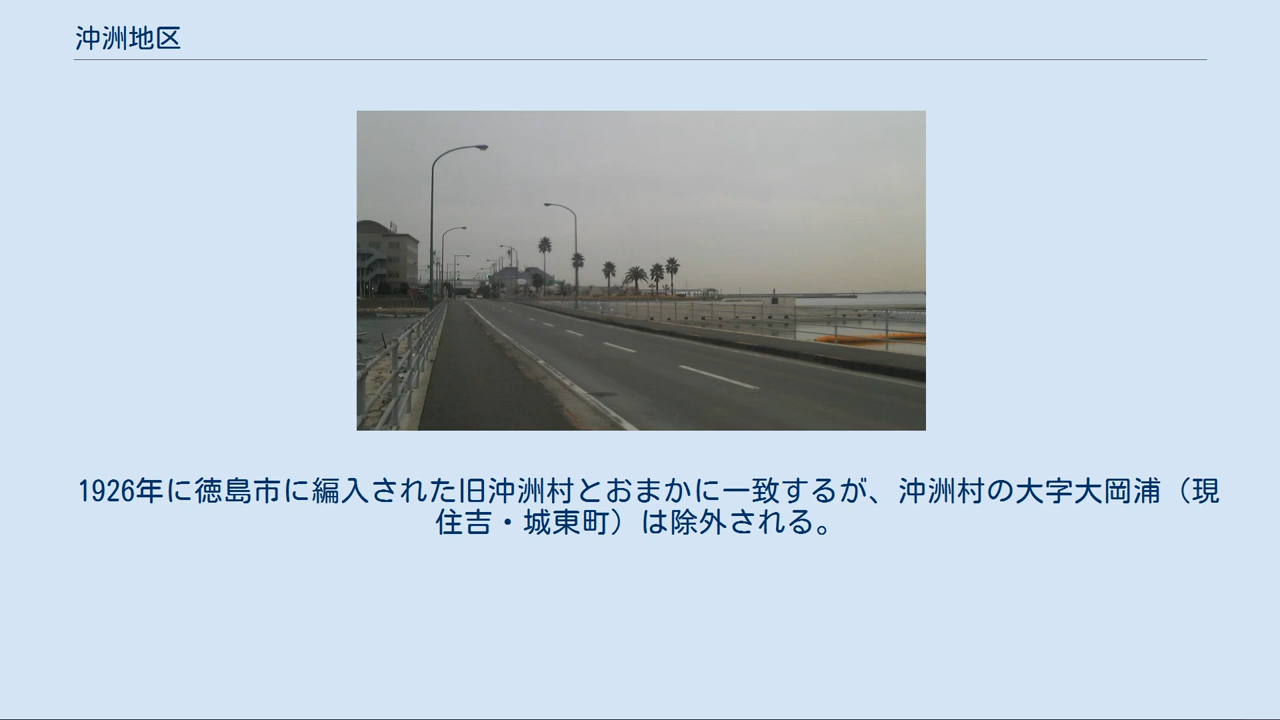 沖洲地区
1926年に徳島市に編入された旧沖洲村とおまかに一致するが、沖洲村の大字大岡浦（現
住吉・城東町）は除外される。